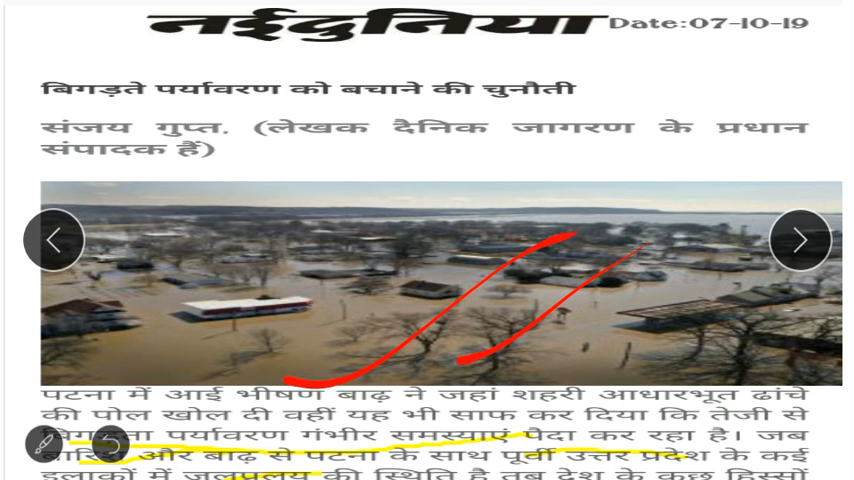 नईदुनिया Date:07-10-19
बिगड़ते पर्यावरण को बचाने की चुनौती
संजय गुप्त. (लेखक दैनिक जागरण के प्रधान
संपादक हैं)
पटना में आई भीषण बाढ़ ने जहां शहरी आधारभूत ढांचे
की पोल खोल दी वहीं यह भी साफ कर दिया कि तेजी से
बिगड़ता पर्यावरण गंभीर समस्याएं पैदा कर रहा है। जब
बारिश और बाढ़ से पटना के साथ पूर्वी उत्तर प्रदेश के कई
इलाकों में जलप्रलय की स्थिति है तब देश के कुछ हिस्सों